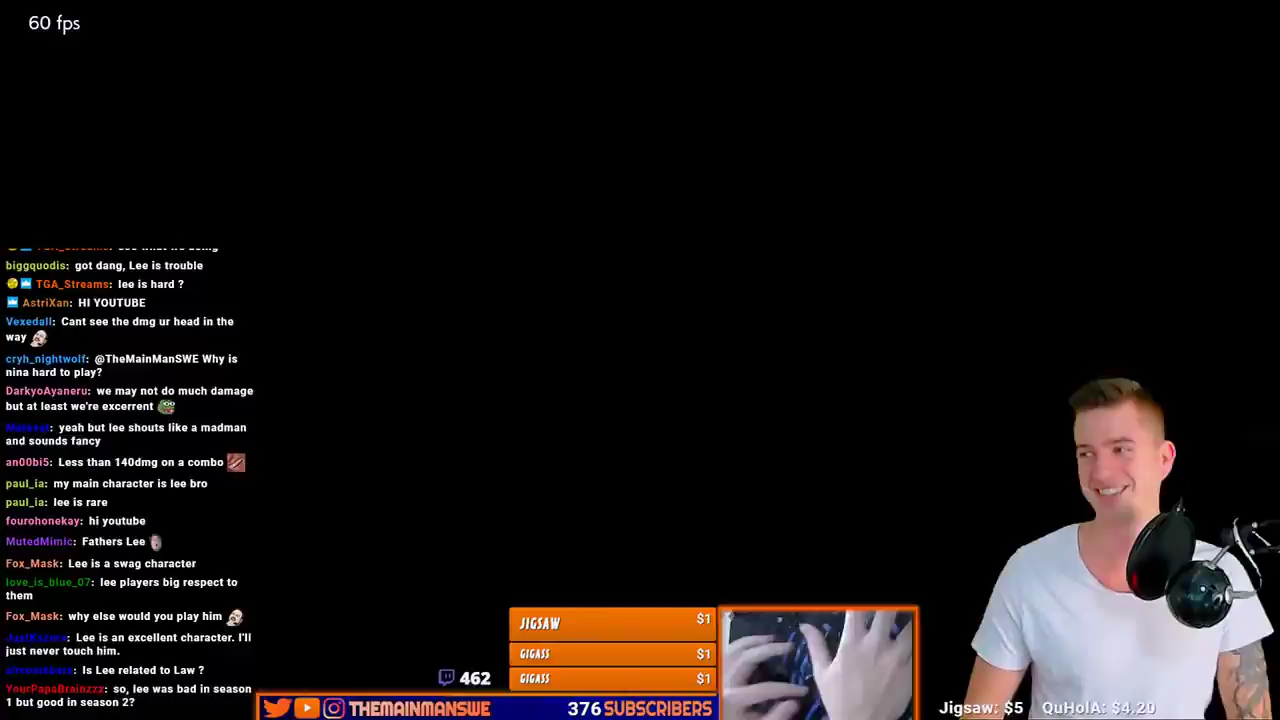 60 fps
biggquodis: got dang, Lee is trouble
TGA_Streams: lee is hard ?
AstriXan: HI YOUTUBE
Vexedall: Cant see the dmg ur head in the
way
cryh_nightwolf: @TheMainManSWE Why is
nina hard to play?
DarkyoAyaneru: we may not do much damage
but at least we're excerrent
yeah but lee shouts like a madman
and sounds fancy
an00bi5: Less than 140dmg on a combo
paul_ia: my main character is lee bro
paul_ia: lee is rare
fourohonekay: hi youtube
MutedMimic: Fathers Lee
Fox_Mask: Lee is a swag character
love_is_blue_07: lee players big respect to
them
Fox_Mask: why else would you play him
JustKazima: Lee is an excellent character. I'll
just never touch him.
Is Lee related to Law ?
YourPapaBrainzzz: so, lee was bad in season
1 but good in season 2?
462
JIGSAW $1
GIGASS $1
GIGASS $1
THEMAINMANSWE 376 SUBSCRIBERS
Jigsaw: $5 QuHolA: $4.20